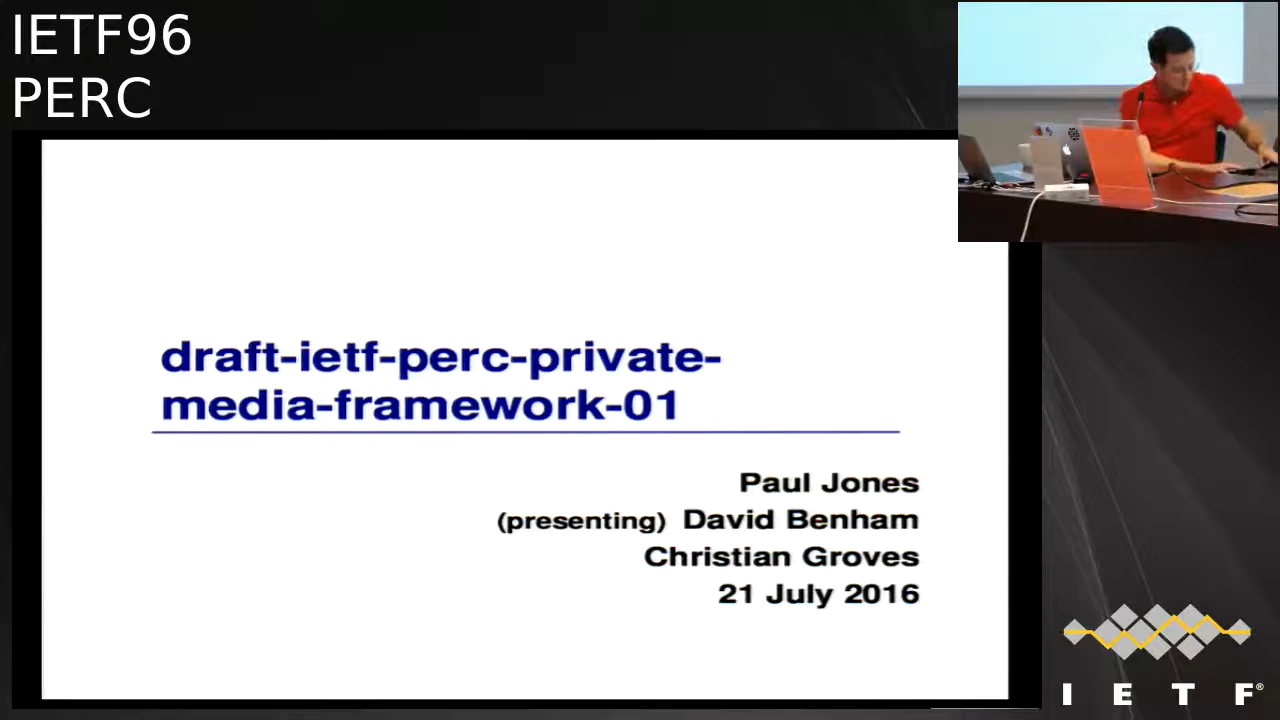 IETF96
PERC
draft-ietf-perc-private-
media-framework-01
Paul Jones
(presenting) David Benham
Christian Groves
21 July 2016
I E T F®